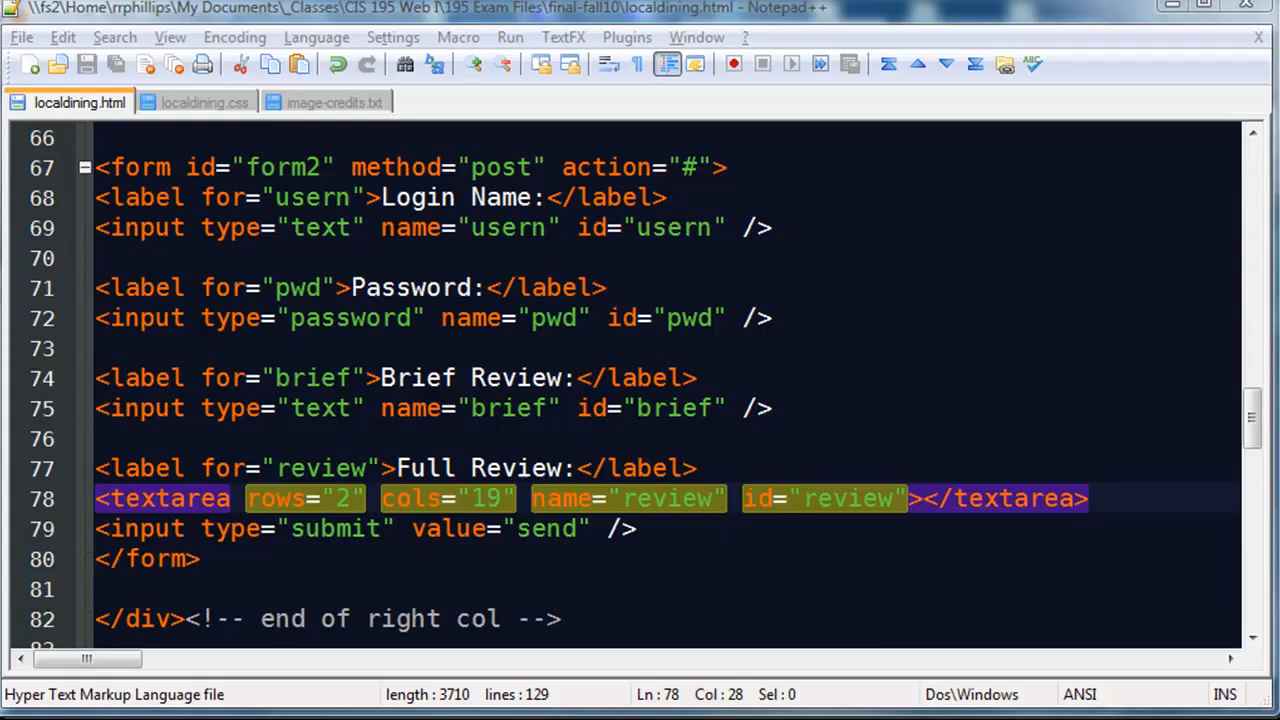 \\fs2\Home\rrphillips\My Documents\_Classes\CIS 195 Web I\195 Exam Files\final-fall10\localdining.html - Notepad++
File Edit Search View Encoding Language Settings Macro Run TextFX Plugins Window ? X
localdining.html localdining.css image-credits.txt
66
67 <form id="form2" method="post" action="#">
68 <label for="usern">Login Name:</label>
69 <input type="text" name="usern" id="usern" />
70
71 <label for="pwd">Password:</label>
72 <input type="password" name="pwd" id="pwd" />
73
74 <label for="brief">Brief Review:</label>
75 <input type="text" name="brief" id="brief" />
76
77 <label for="review">Full Review:</label>
78 <textarea rows="2" cols="19" name="review" id="review"></textarea>
79 <input type="submit" value="send" />
80 </form>
81
82 </div><!-- end of right col -->
Hyper Text Markup Language file length : 3710 lines : 129 Ln : 78 Col : 28 Sel : 0 Dos\Windows ANSI INS